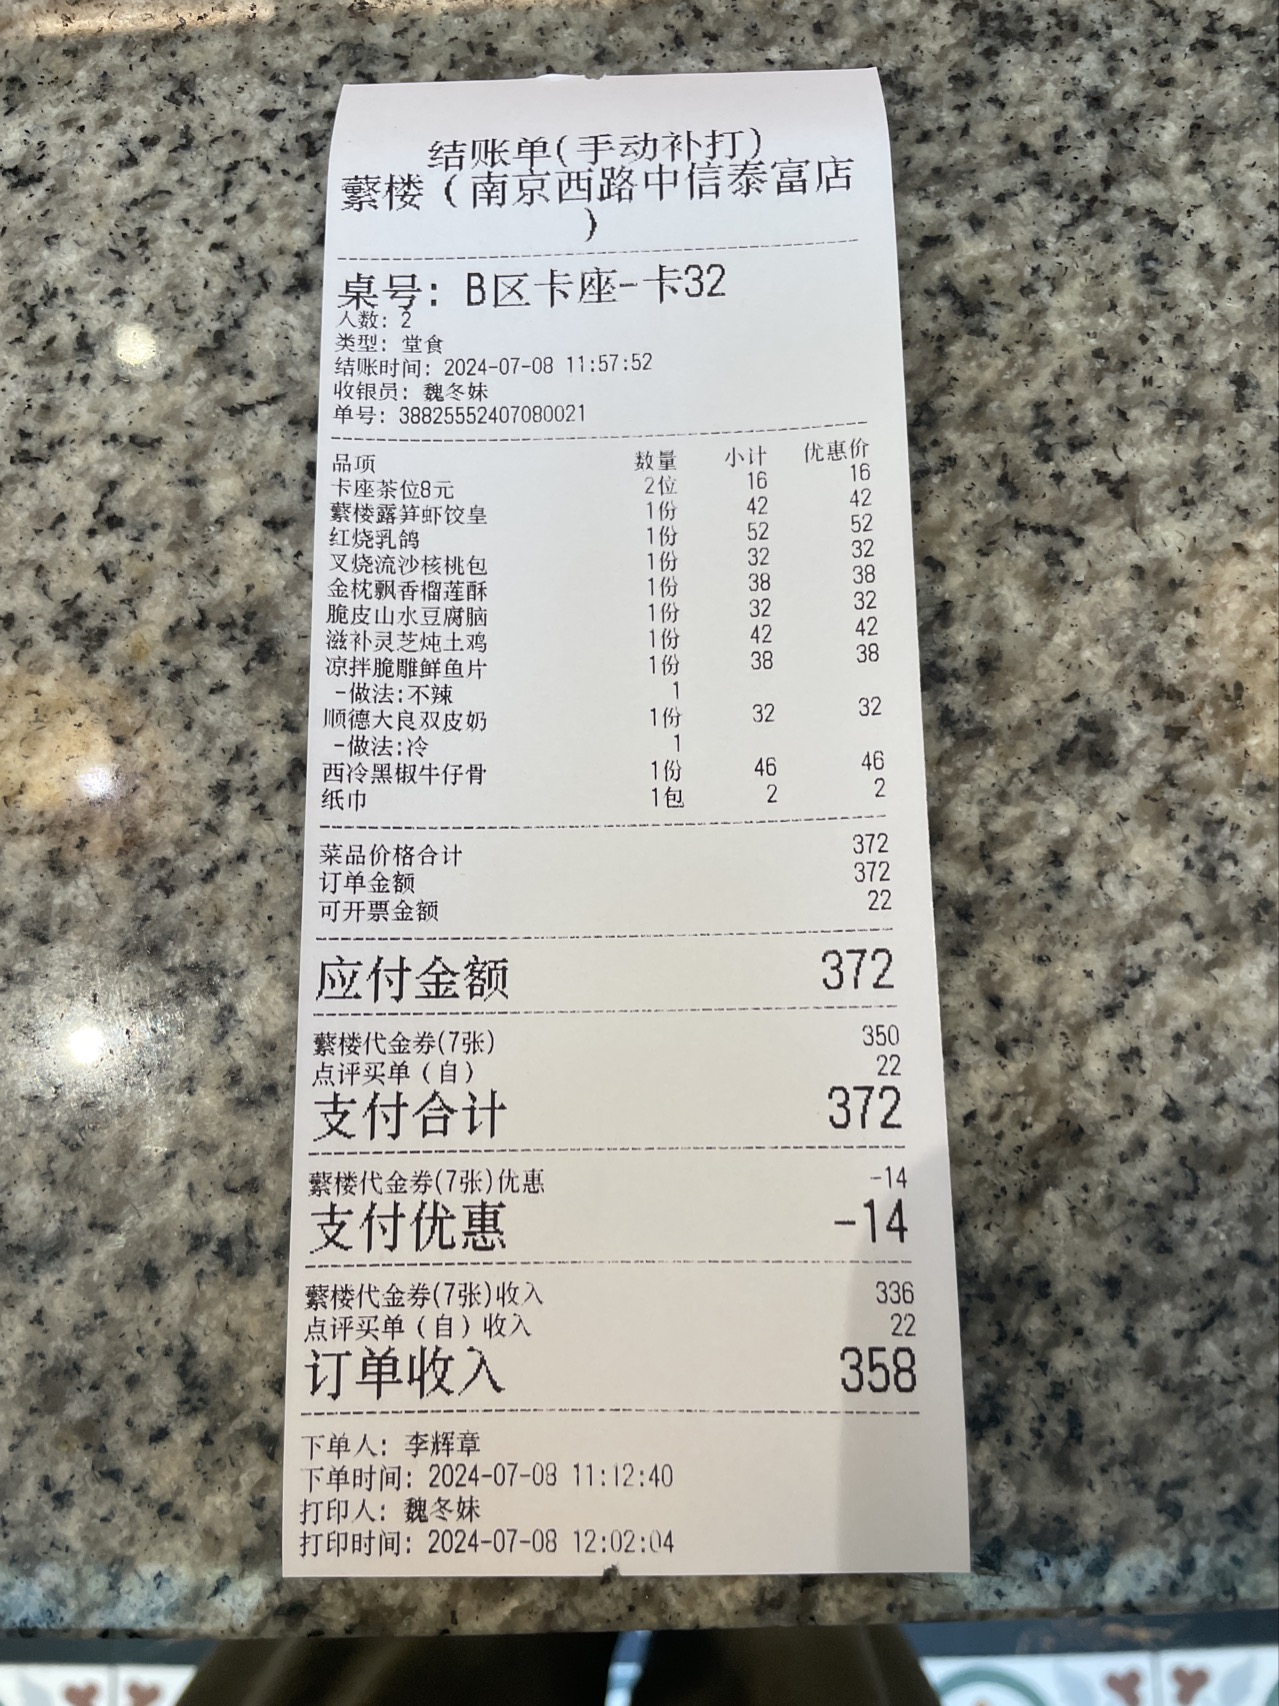 结账单(手动补打)
蘩楼（南京西路中信泰富店
）
桌号: B区卡座-卡32
人数: 2
类型: 堂食
结账时间: 2024-07-08 11:57:52
收银员: 魏冬妹
单号: 38825552407080021
品项 数量 小计 优惠价
卡座茶位8元 2位 16 16
蘩楼露笋虾饺皇 1份 42 42
红烧乳鸽 1份 52 52
叉烧流沙核桃包 1份 32 32
金枕飘香榴莲酥 1份 38 38
脆皮山水豆腐脑 1份 32 32
滋补灵芝炖土鸡 1份 42 42
凉拌脆雕鲜鱼片 1份 38 38
-做法:不辣 1
顺德大良双皮奶 1份 32 32
-做法:冷 1
西冷黑椒牛仔骨 1份 46 46
纸巾 1包 2 2
菜品价格合计 372
订单金额 372
可开票金额 22
应付金额 372
蘩楼代金券(7张) 350
点评买单（自） 22
支付合计 372
蘩楼代金券(7张)优惠 -14
支付优惠 -14
蘩楼代金券(7张)收入 336
点评买单（自）收入 22
订单收入 358
下单人: 李辉章
下单时间: 2024-07-08 11:12:40
打印人: 魏冬妹
打印时间: 2024-07-08 12:02:04